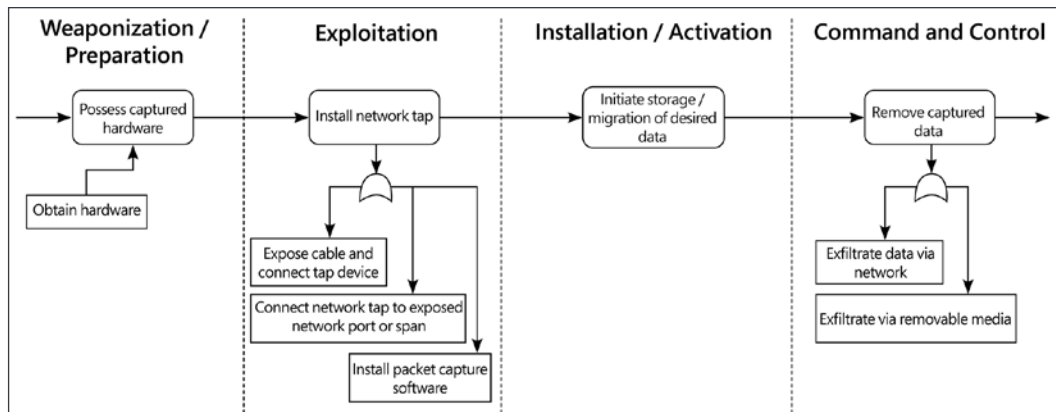 Weaponization /
Preparation
Exploitation
Installation / Activation
Command and Control
Possess captured
hardware
Install network tap
Initiate storage /
migration of desired
data
Remove captured
data
Obtain hardware
Expose cable and
connect tap device
Connect network tap to exposed
network port or span
Install packet capture
software
Exfiltrate data via
network
Exfiltrate via removable media